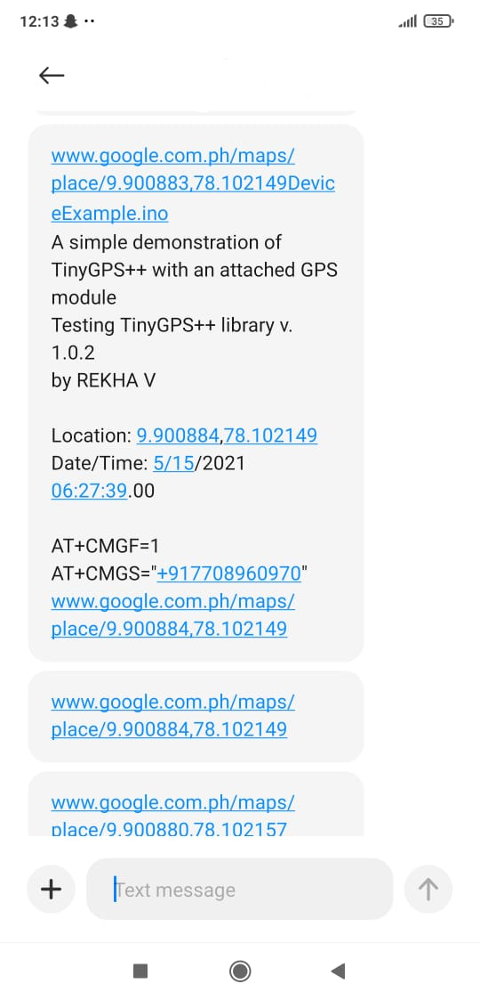 12:13
35
www.google.com.ph/maps/
place/9.900883,78.102149Devic
eExample.ino
A simple demonstration of
TinyGPS++ with an attached GPS
module
Testing TinyGPS++ library v.
1.0.2
by REKHA V
Location: 9.900884,78.102149
Date/Time: 5/15/2021
06:27:39.00
AT+CMGF=1
AT+CMGS="+917708960970"
www.google.com.ph/maps/
place/9.900884,78.102149
www.google.com.ph/maps/
place/9.900884,78.102149
www.google.com.ph/maps/
place/9.900880,78.102157
Text message